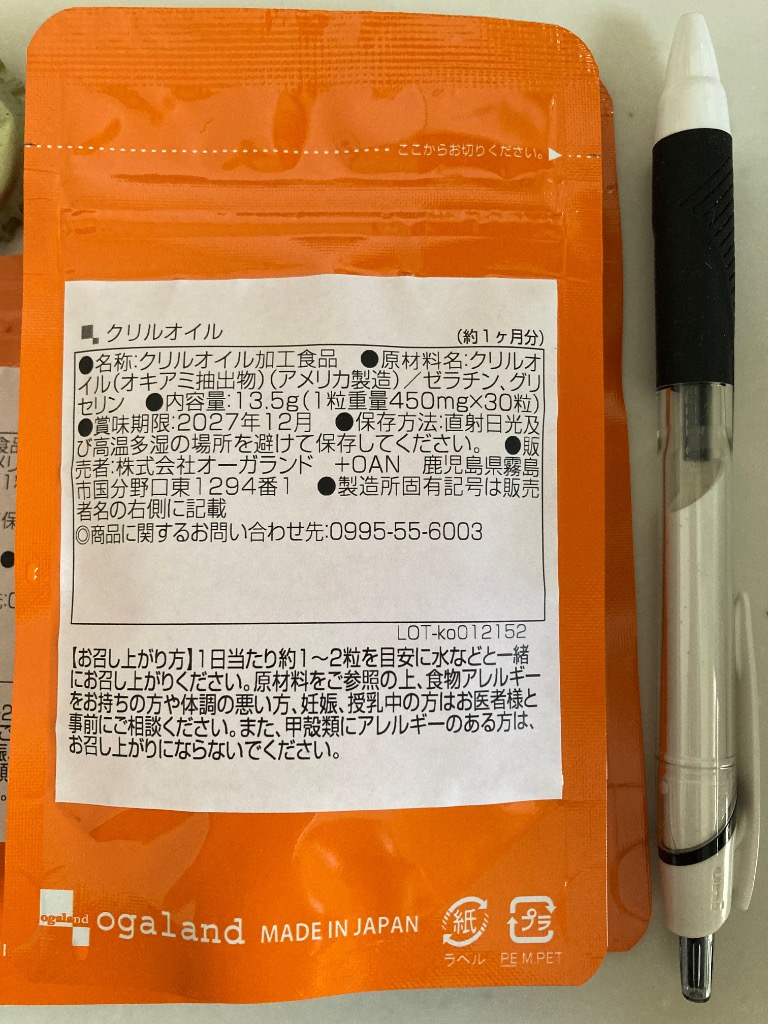 ここからお切りください。
クリルオイル (約1ヶ月分)
●名称:クリルオイル加工食品 ●原材料名:クリルオ
イル(オキアミ抽出物)(アメリカ製造)/ゼラチン、グリ
セリン ●内容量:13.5g(1粒重量450mg×30粒)
●賞味期限:2027年12月 ●保存方法:直射日光及
び高温多湿の場所を避けて保存してください。 ●販
売者:株式会社オーガランド +OAN 鹿児島県霧島
市国分野口東1294番1 ●製造所固有記号は販売
者名の右側に記載
◎商品に関するお問い合わせ先:0995-55-6003
LOT-ko012152
【お召し上がり方】1日当たり約1~2粒を目安に水などと一緒
にお召し上がりください。原材料をご参照の上、食物アレルギー
をお持ちの方や体調の悪い方、妊娠、授乳中の方はお医者様と
事前にご相談ください。また、甲殻類にアレルギーのある方は、
お召し上がりにならないでください。
ogaland ogaland MADE IN JAPAN
紙 プラ
ラベル PE,M,PET